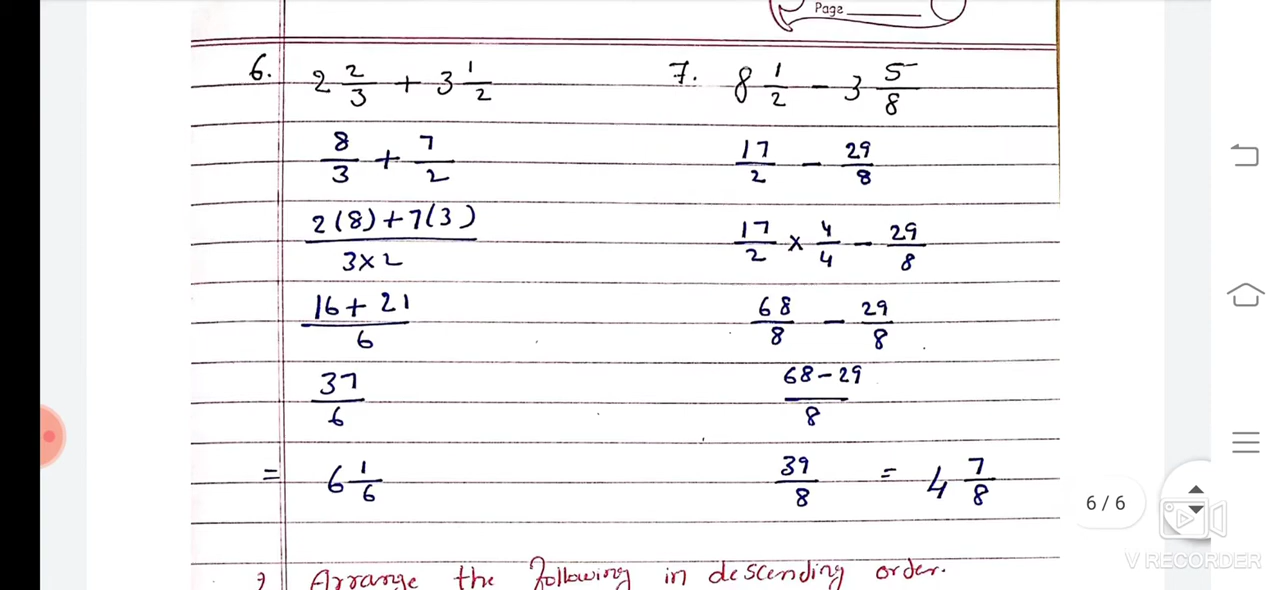 Page
6. 2 2/3 + 3 1/2
8/3 + 7/2
2(8)+7(3) / 3×2
16+21 / 6
37/6
= 6 1/6
7. 8 1/2 - 3 5/8
17/2 - 29/8
17/2 × 4/4 - 29/8
68/8 - 29/8
68-29 / 8
39/8 = 4 7/8
Arrange the following in descending order.
6 / 6
V RECORDER